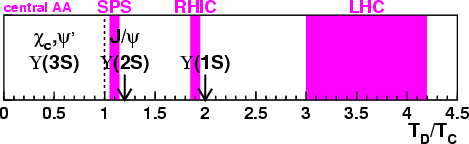 central AA SPS RHIC LHC
χc,ψ' J/ψ
Υ(3S) Υ(2S) Υ(1S)
0 0.5 1 1.5 2 2.5 3 3.5 4 4.5
TD/TC